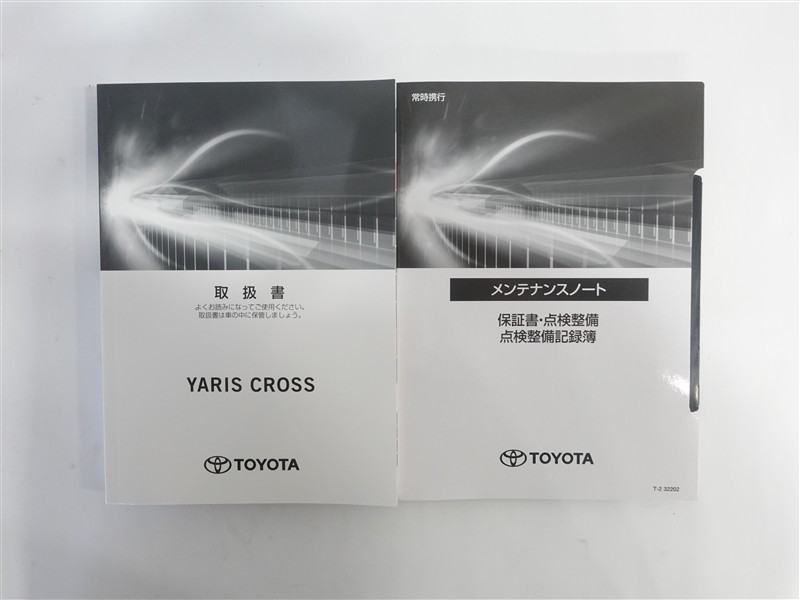 取扱書
よくお読みになってご使用ください。
取扱書は車の中に保管しましょう。
YARIS CROSS
TOYOTA
常時携行
メンテナンスノート
保証書・点検整備
点検整備記録簿
TOYOTA
T-2 32202